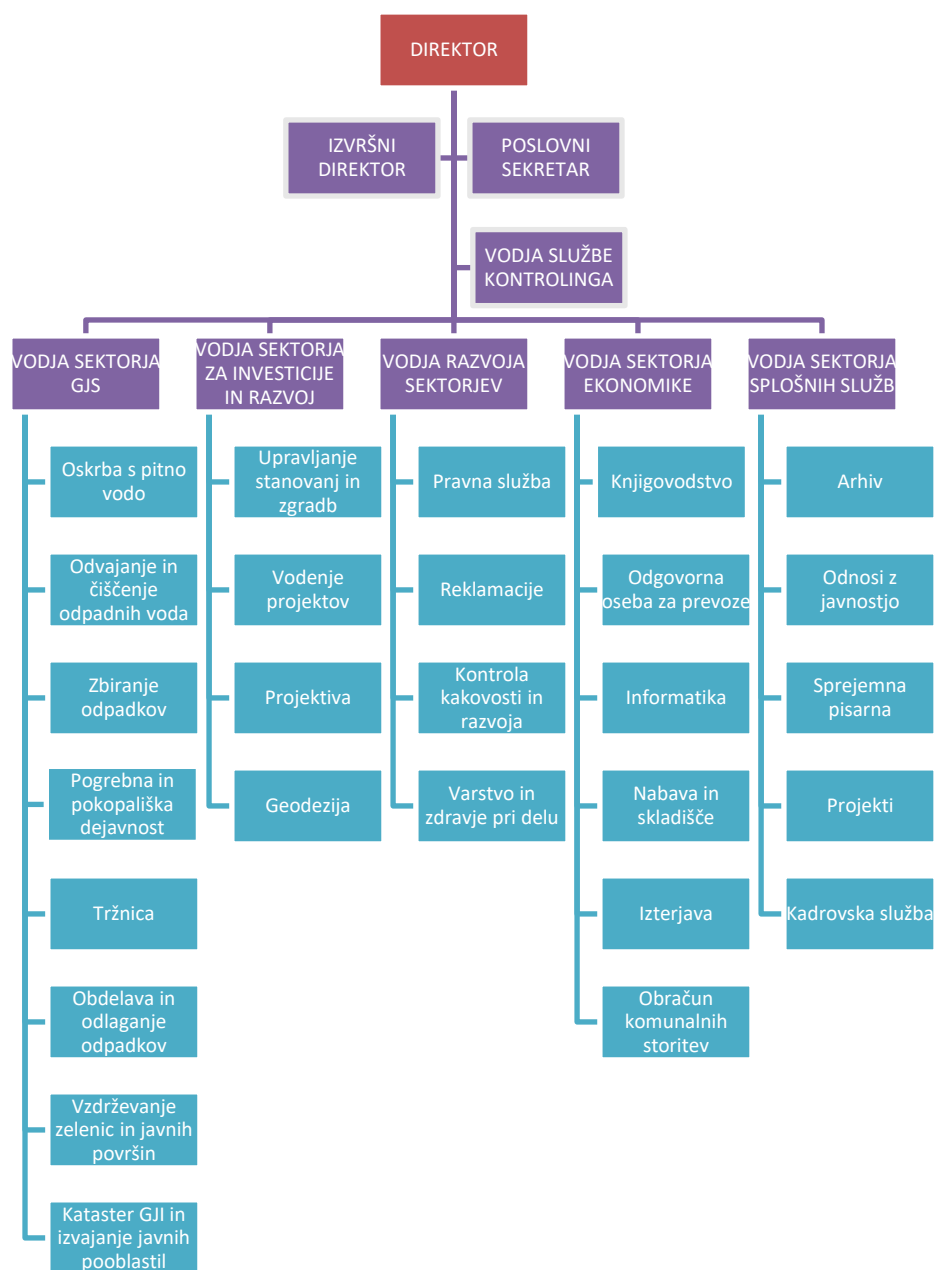 DIREKTOR
IZVRŠNI
DIREKTOR
POSLOVNI
SEKRETAR
VODJA SLUŽBE
KONTROLINGA
VODJA SEKTORJA
GJS
VODJA SEKTORJA
ZA INVESTICIJE
IN RAZVOJ
VODJA RAZVOJA
SEKTORJEV
VODJA SEKTORJA
EKONOMIKE
VODJA SEKTORJA
SPLOŠNIH SLUŽB
Oskrba s pitno
vodo
Odvajanje in
čiščenje
odpadnih voda
Zbiranje
odpadkov
Pogrebna in
pokopališka
dejavnost
Tržnica
Obdelava in
odlaganje
odpadkov
Vzdrževanje
zelenic in javnih
površin
Kataster GJI in
izvajanje javnih
pooblastil
Upravljanje
stanovanj in
zgradb
Vodenje
projektov
Projektiva
Geodezija
Pravna služba
Reklamacije
Kontrola
kakovosti in
razvoja
Varstvo in
zdravje pri delu
Knjigovodstvo
Odgovorna
oseba za prevoze
Informatika
Nabava in
skladišče
Izterjava
Obračun
komunalnih
storitev
Arhiv
Odnosi z
javnostjo
Sprejemna
pisarna
Projekti
Kadrovska služba